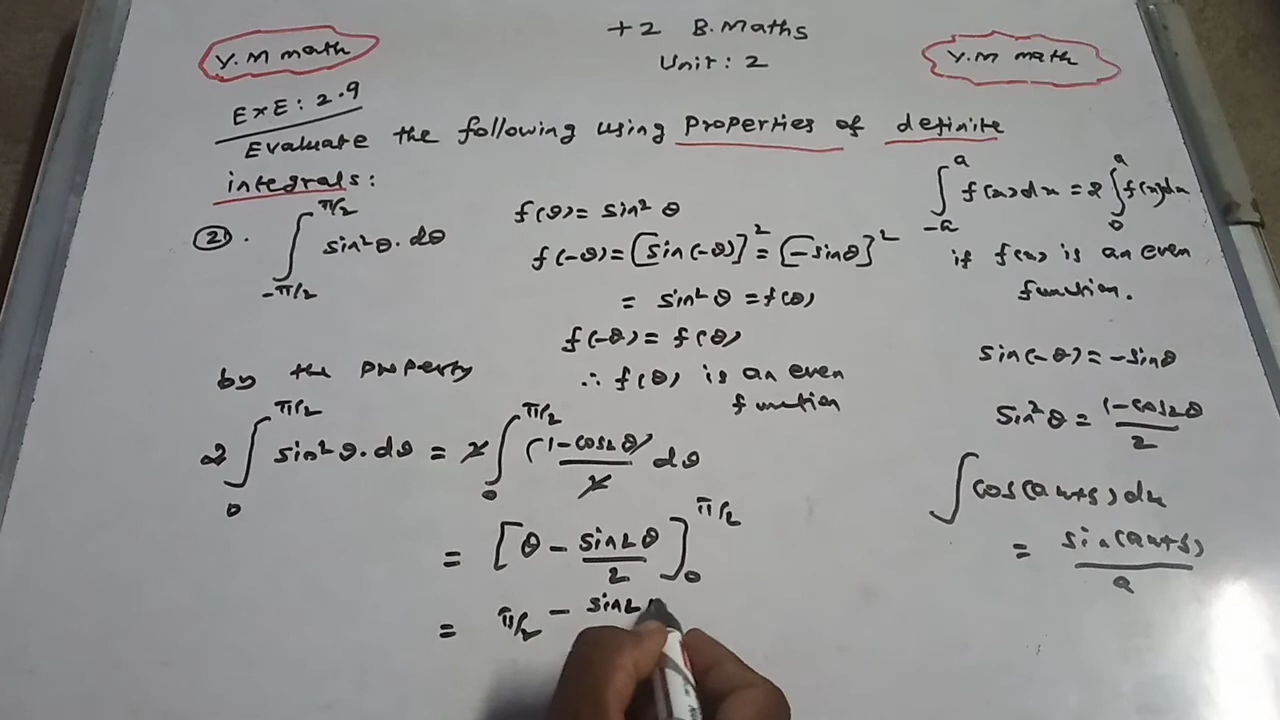 +2 B.Maths
Y.M math
Unit: 2
Y.M math
EXE: 2.9
Evaluate the following using Properties of definite
integrals:
(2). ∫_{-π/2}^{π/2} sin²θ.dθ
f(θ) = sin²θ
f(-θ) = [sin(-θ)]² = [-sinθ]²
= sin²θ = f(θ)
f(-θ) = f(θ)
∴ f(θ) is an even
function
∫_{-a}^{a} f(x)dx = 2∫_{0}^{a} f(x)dx
if f(x) is an even
function.
sin(-θ) = -sinθ
sin²θ = (1-cos2θ)/2
∫cos(ax+b)dx
= sin(ax+b)/a
by the property
2∫_{0}^{π/2} sin²θ.dθ = 2∫_{0}^{π/2} (1-cos2θ)/2 dθ
= [θ - sin2θ/2]_{0}^{π/2}
= π/2 - sin2